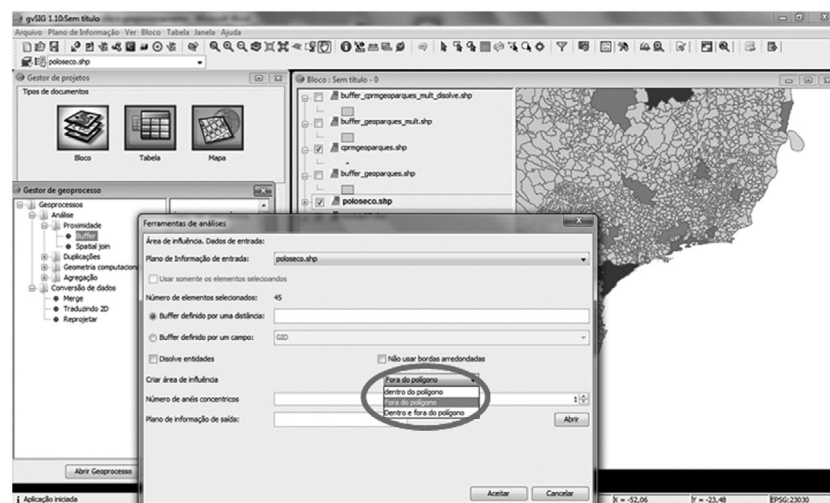 gvSIG 1.10:Sem título
Arquivo Plano de Informação Ver Bloco Tabela Janela Ajuda
poloseco.shp
Gestor de projetos
Tipos de documentos
Bloco
Tabela
Mapa
Gestor de geoprocesso
Geoprocessos
Análise
Proximidade
Buffer
Spatial join
Duplicações
Geometria computacion
Agregação
Conversão de dados
Merge
Traduzindo 2D
Reprojetar
Abrir Geoprocesso
Bloco : Sem título - 0
buffer_cprmgeoparques_mult_disolve.shp
buffer_geoparques_mult.shp
cprmgeoparques.shp
buffer_geoparques.shp
poloseco.shp
Ferramentas de análises
Área de influência. Dados de entrada:
Plano de Informação de entrada:
poloseco.shp
Usar somente os elementos selecioandos
Número de elementos selecionados:
45
Buffer definido por uma distância:
Buffer definido por um campo:
GID
Disolve entidades
Não usar bordas arredondadas
Criar área de influência
Fora do polígono
dentro do polígono
Fora do polígono
Dentro e fora do polígono
Número de anéis concentricos
1
Plano de informação de saída:
Abrir
Aceitar
Cancelar
Aplicação iniciada
X = -52,06
Y = -23,48
EPSG:23030